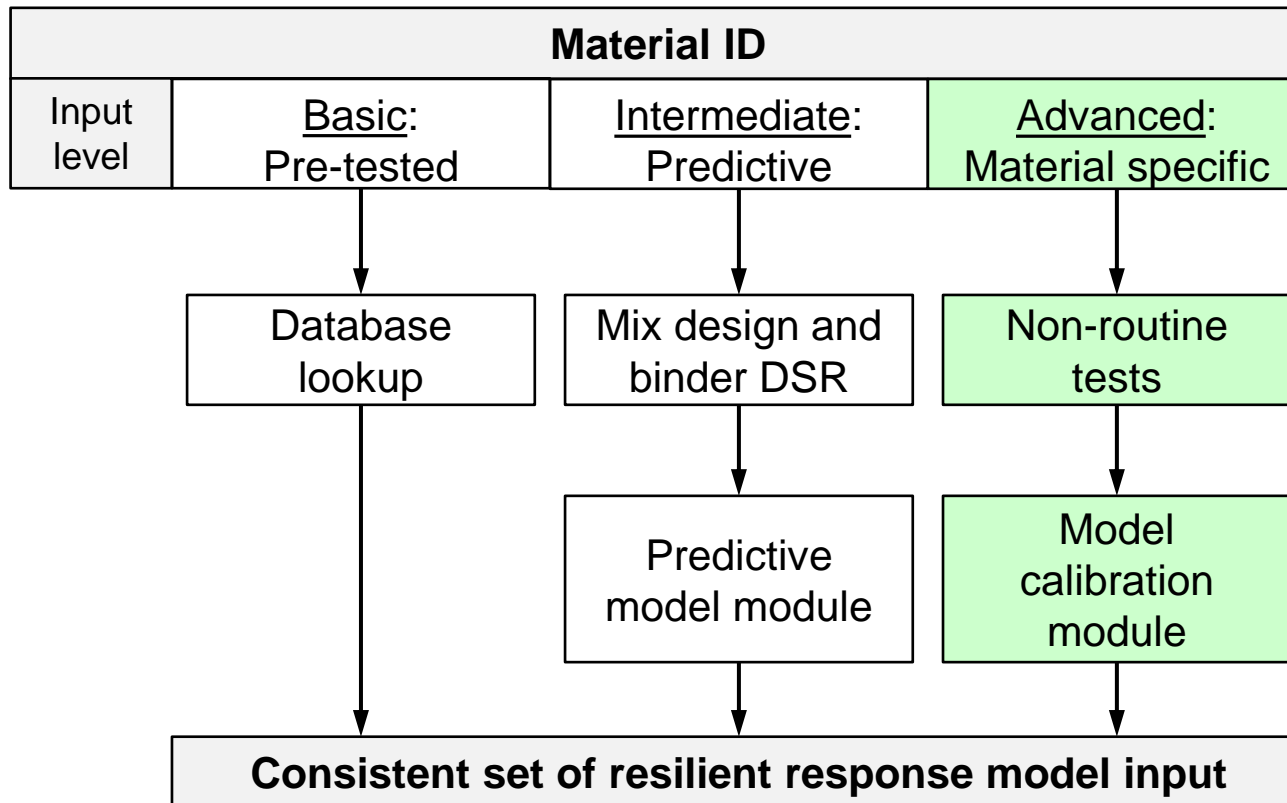 Material ID
Input
level
Basic:
Pre-tested
Intermediate:
Predictive
Advanced:
Material specific
Database
lookup
Mix design and
binder DSR
Non-routine
tests
Predictive
model module
Model
calibration
module
Consistent set of resilient response model input